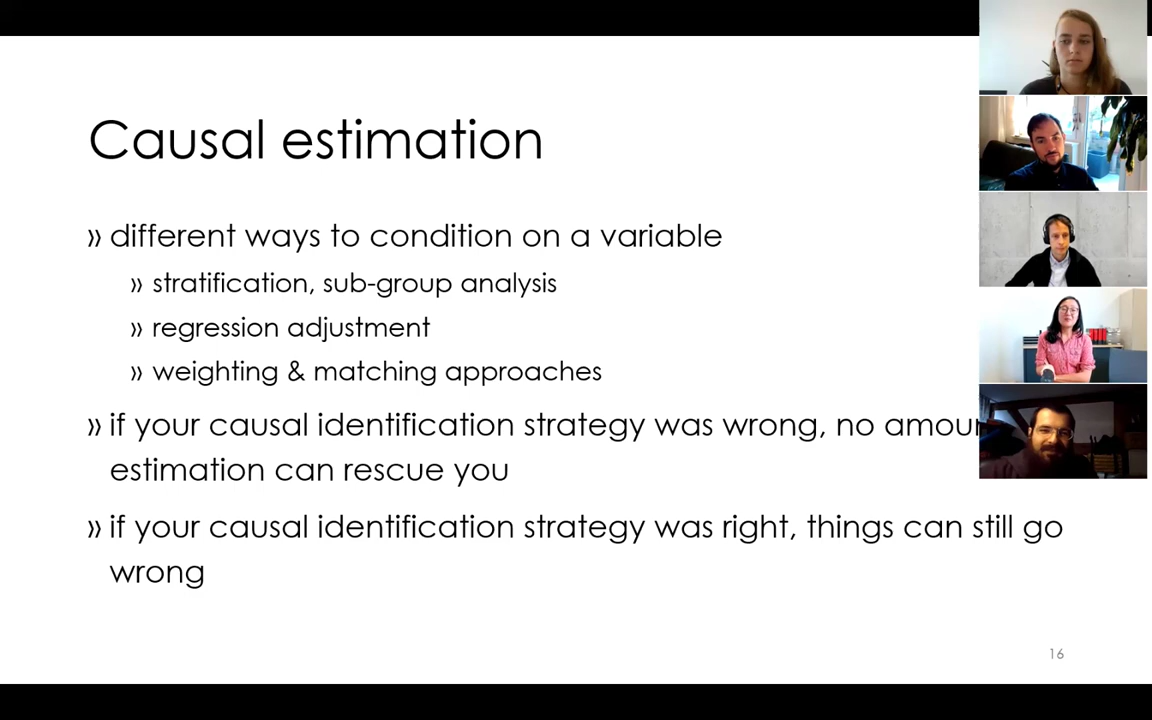 Causal estimation
» different ways to condition on a variable
» stratification, sub-group analysis
» regression adjustment
» weighting & matching approaches
» if your causal identification strategy was wrong, no
estimation can rescue you
» if your causal identification strategy was right, things can still go
wrong
16